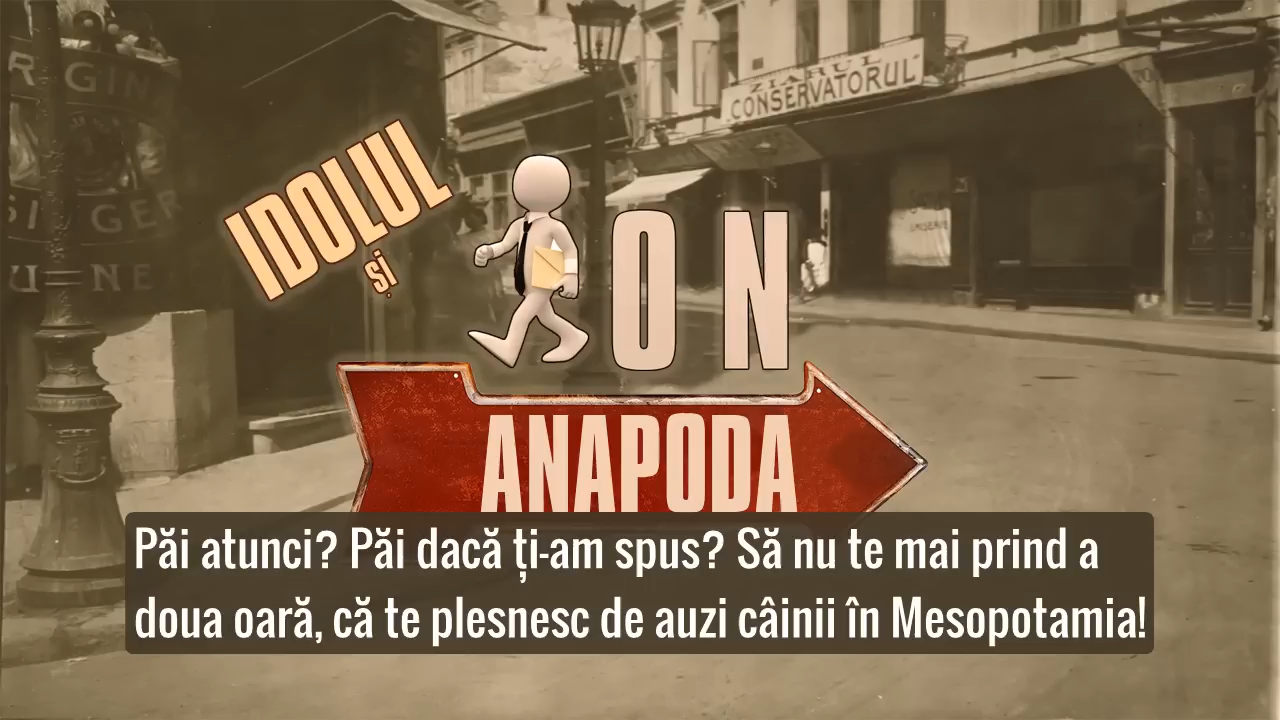 ZIARUL
"CONSERVATORUL"
IDOLUL
ȘI
ION
ANAPODA
Păi atunci? Păi dacă ți-am spus? Să nu te mai prind a
doua oară, că te plesnesc de auzi câinii în Mesopotamia!